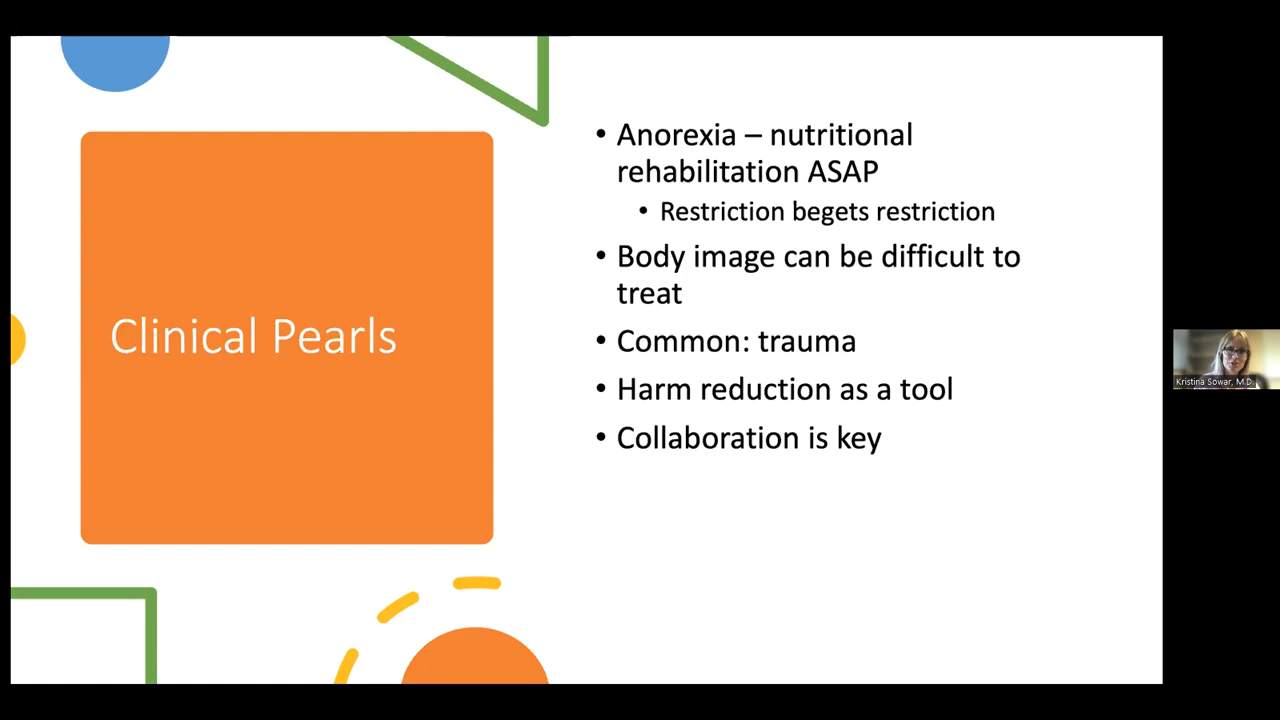 Clinical Pearls
• Anorexia – nutritional
rehabilitation ASAP
• Restriction begets restriction
• Body image can be difficult to
treat
• Common: trauma
• Harm reduction as a tool
• Collaboration is key
Kristina Sowar, M.D.